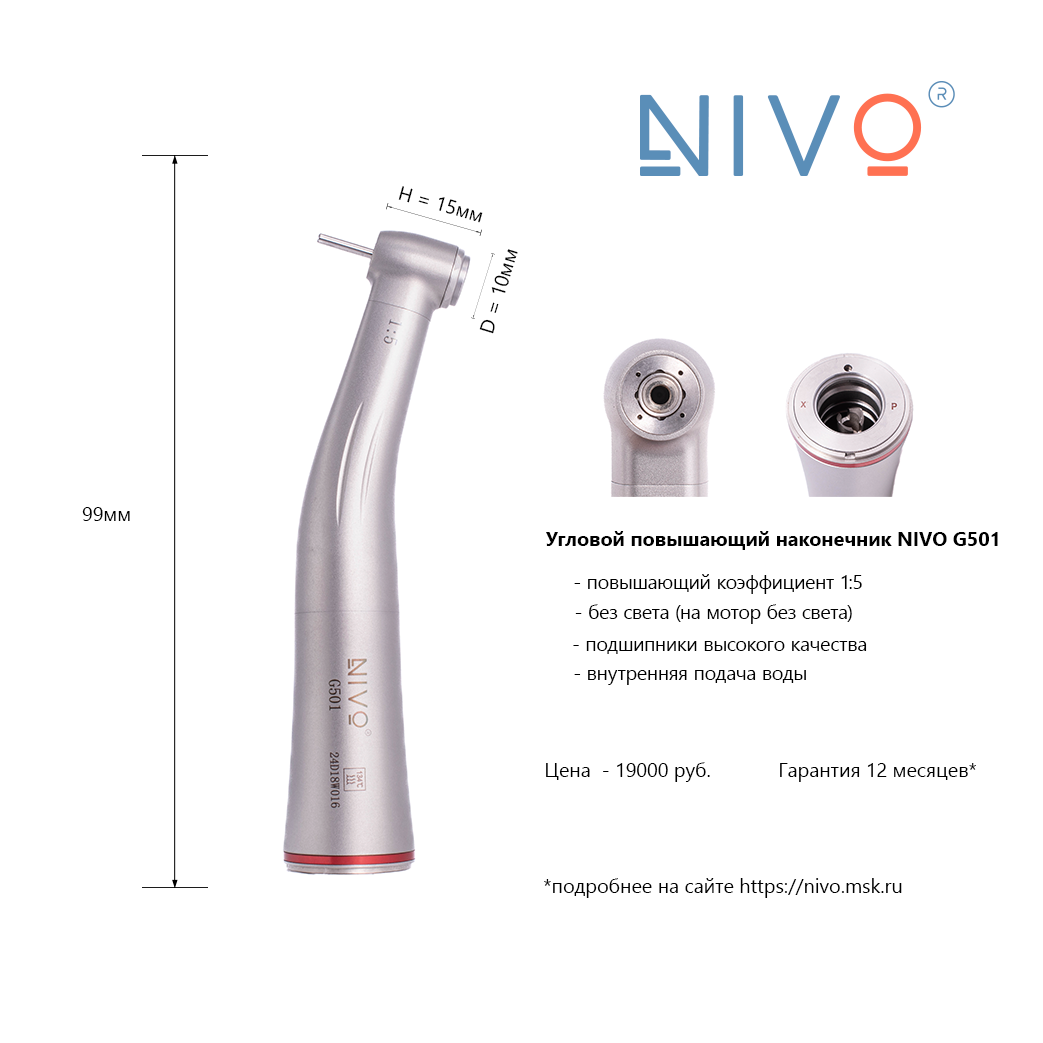 NIVO®
H = 15мм
D = 10мм
1:5
99мм
X
P
Угловой повышающий наконечник NIVO G501
- повышающий коэффициент 1:5
- без света (на мотор без света)
- подшипники высокого качества
- внутренняя подача воды
NIVO®
G501
24D18W016
134°C
Цена - 19000 руб.
Гарантия 12 месяцев*
*подробнее на сайте https://nivo.msk.ru